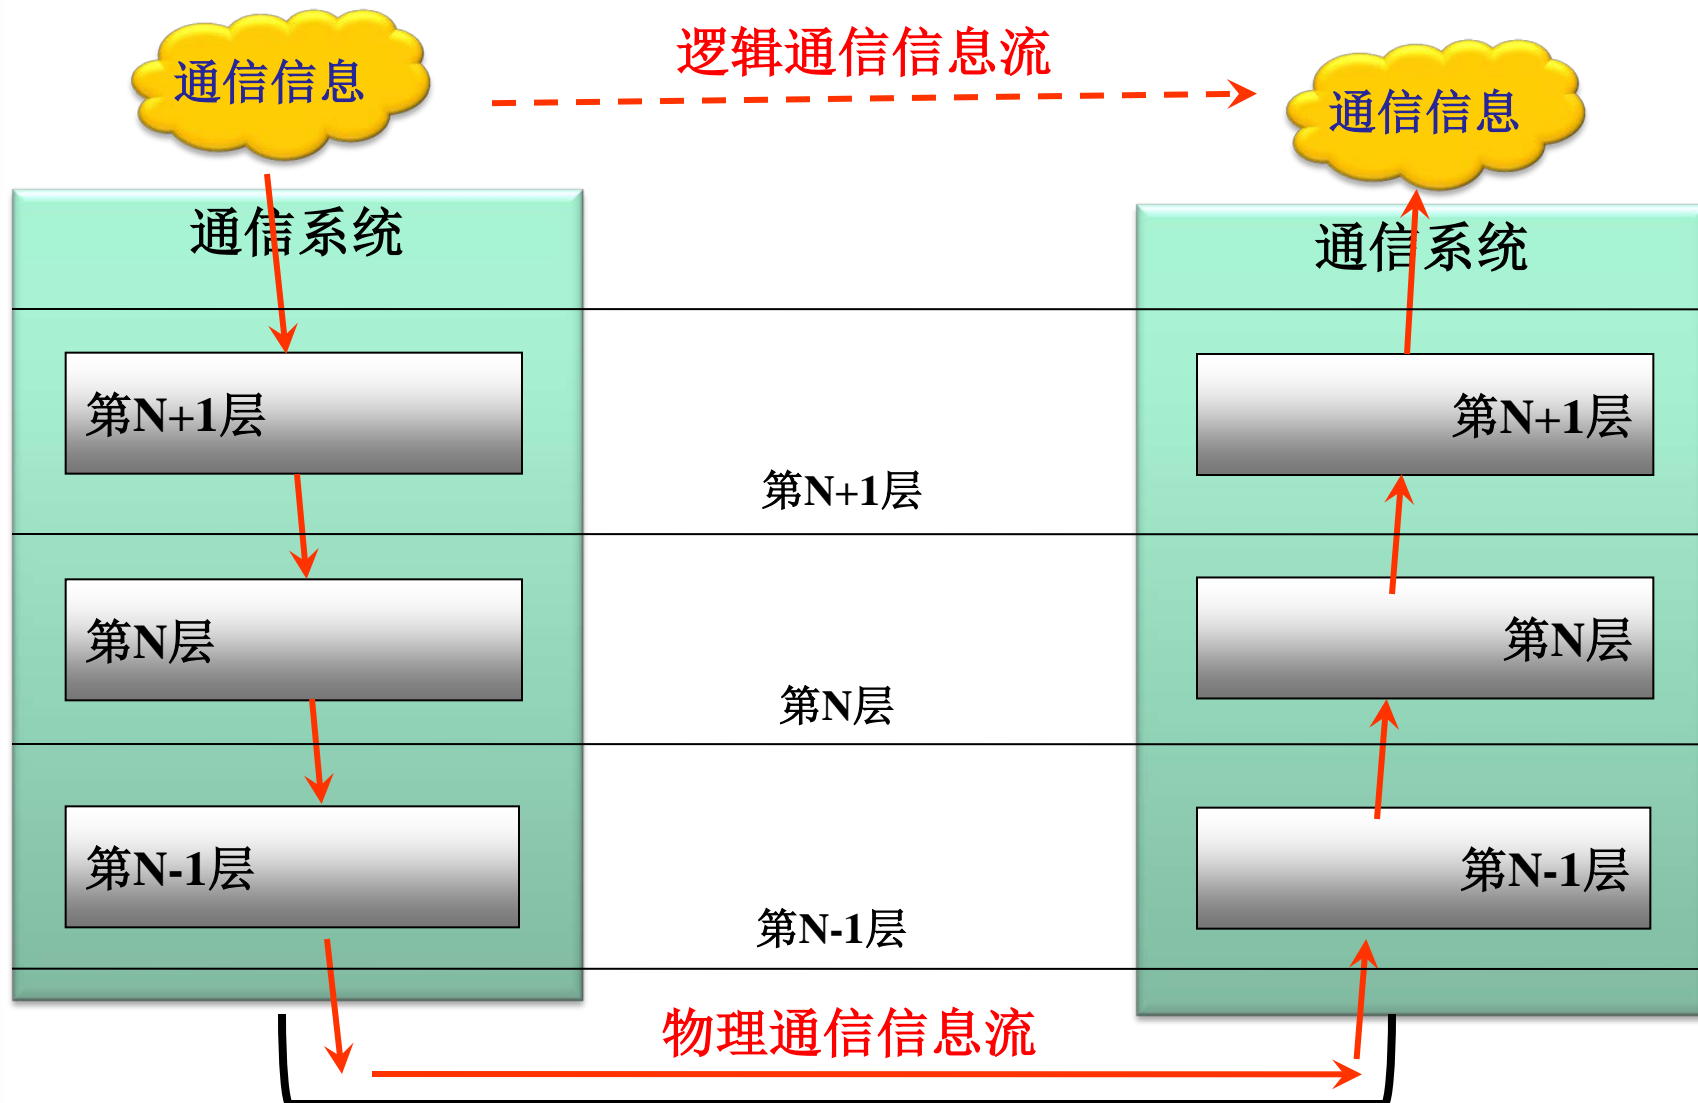 逻辑通信信息流
通信信息
通信信息
通信系统
通信系统
第N+1层
第N+1层
第N+1层
第N层
第N层
第N层
第N-1层
第N-1层
第N-1层
物理通信信息流